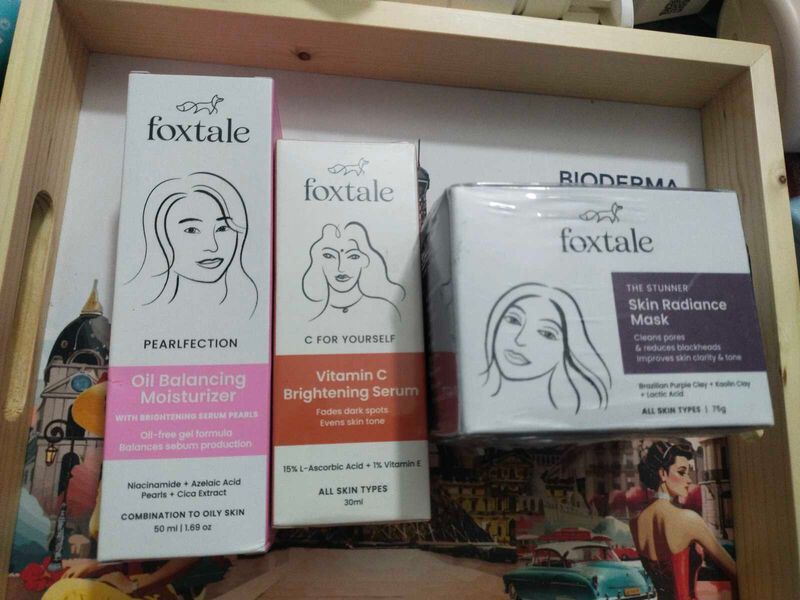 foxtale
PEARLFECTION
Oil Balancing
Moisturizer
WITH BRIGHTENING SERUM PEARLS
Oil-free gel formula
Balances sebum production
Niacinamide + Azelaic Acid
Pearls + Cica Extract
COMBINATION TO OILY SKIN
50 ml | 1.69 oz
foxtale
C FOR YOURSELF
Vitamin C
Brightening Serum
Fades dark spots
Evens skin tone
15% L-Ascorbic Acid + 1% Vitamin E
ALL SKIN TYPES
30ml
BIODERMA
foxtale
THE STUNNER
Skin Radiance
Mask
Cleans pores
& reduces blackheads
Improves skin clarity & tone
Brazilian Purple Clay + Kaolin Clay
+ Lactic Acid
ALL SKIN TYPES | 75g